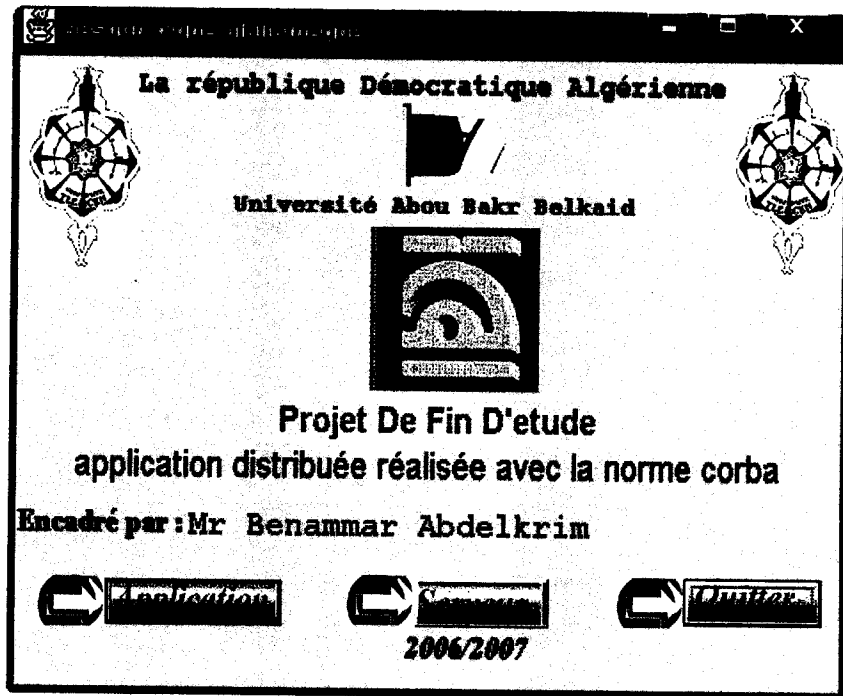 La république Démocratique Algérienne
Université Abou Bakr Belkaid
Projet De Fin D'etude
application distribuée réalisée avec la norme corba
Encadré par : Mr Benammar Abdelkrim
Application Quitter
2006/2007